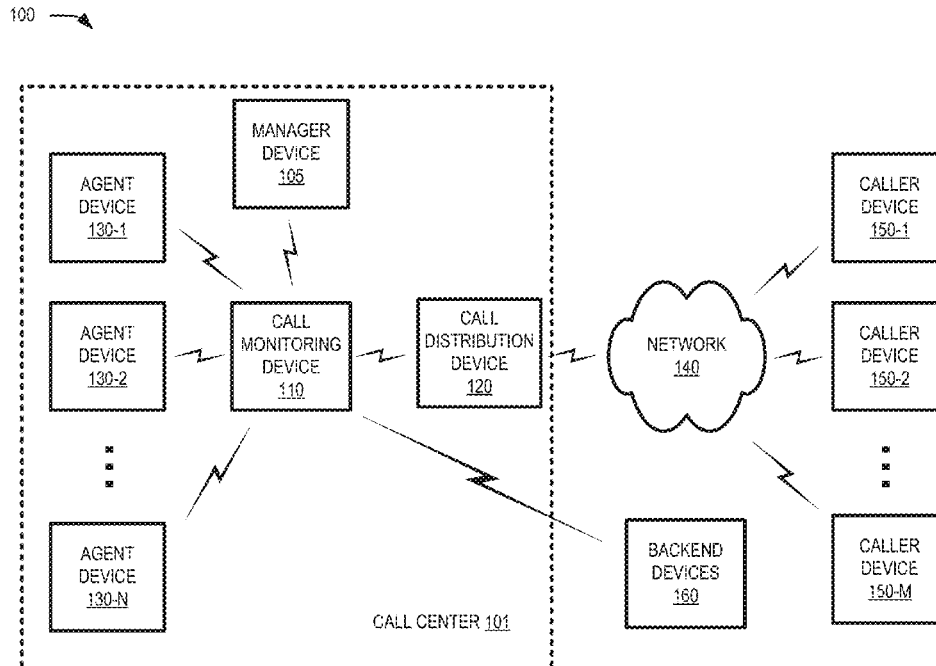 100
MANAGER
DEVICE
105
AGENT
DEVICE
130-1
CALLER
DEVICE
150-1
AGENT
DEVICE
130-2
CALL
MONITORING
DEVICE
110
CALL
DISTRIBUTION
DEVICE
120
NETWORK
140
CALLER
DEVICE
150-2
AGENT
DEVICE
130-N
BACKEND
DEVICES
160
CALLER
DEVICE
150-M
CALL CENTER 101